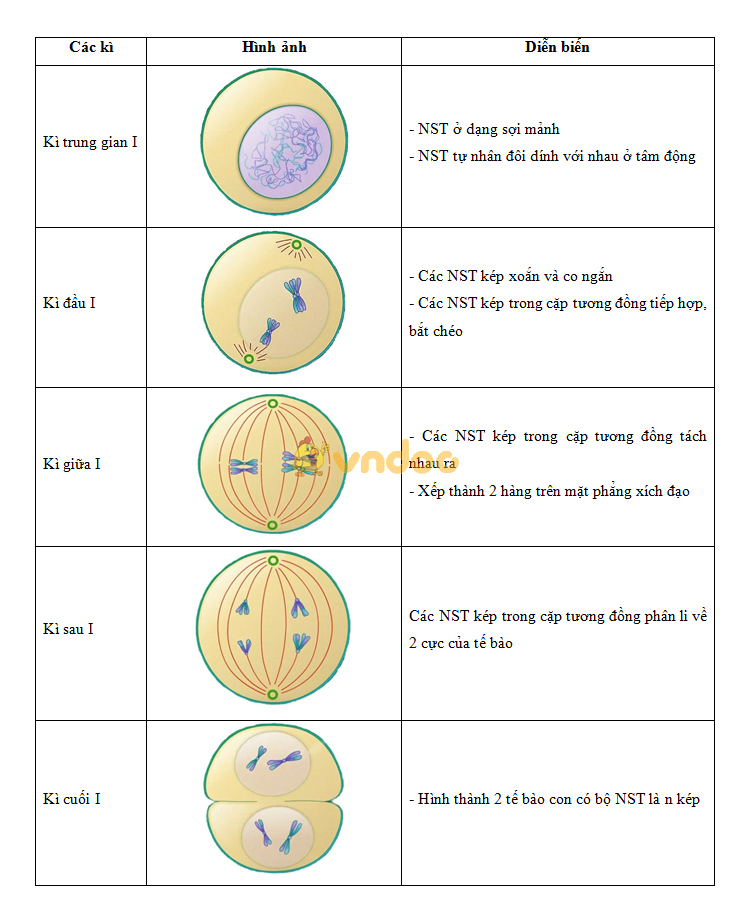 Các kì Hình ảnh Diễn biến
Kì trung gian I
- NST ở dạng sợi mảnh
- NST tự nhân đôi dính với nhau ở tâm động
Kì đầu I
- Các NST kép xoắn và co ngắn
- Các NST kép trong cặp tương đồng tiếp hợp,
bắt chéo
Kì giữa I
- Các NST kép trong cặp tương đồng tách
nhau ra
- Xếp thành 2 hàng trên mặt phẳng xích đạo
vndoc
Kì sau I
Các NST kép trong cặp tương đồng phân li về
2 cực của tế bào
Kì cuối I
- Hình thành 2 tế bào con có bộ NST là n kép